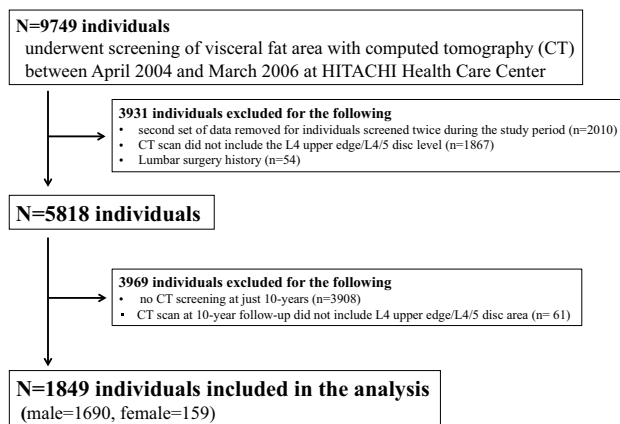 N=9749 individuals
underwent screening of visceral fat area with computed tomography (CT)
between April 2004 and March 2006 at HITACHI Health Care Center
3931 individuals excluded for the following
• second set of data removed for individuals screened twice during the study period (n=2010)
• CT scan did not include the L4 upper edge/L4/5 disc level (n=1867)
• Lumbar surgery history (n=54)
N=5818 individuals
3969 individuals excluded for the following
• no CT screening at just 10-years (n=3908)
▪ CT scan at 10-year follow-up did not include L4 upper edge/L4/5 disc area (n= 61)
N=1849 individuals included in the analysis
(male=1690, female=159)